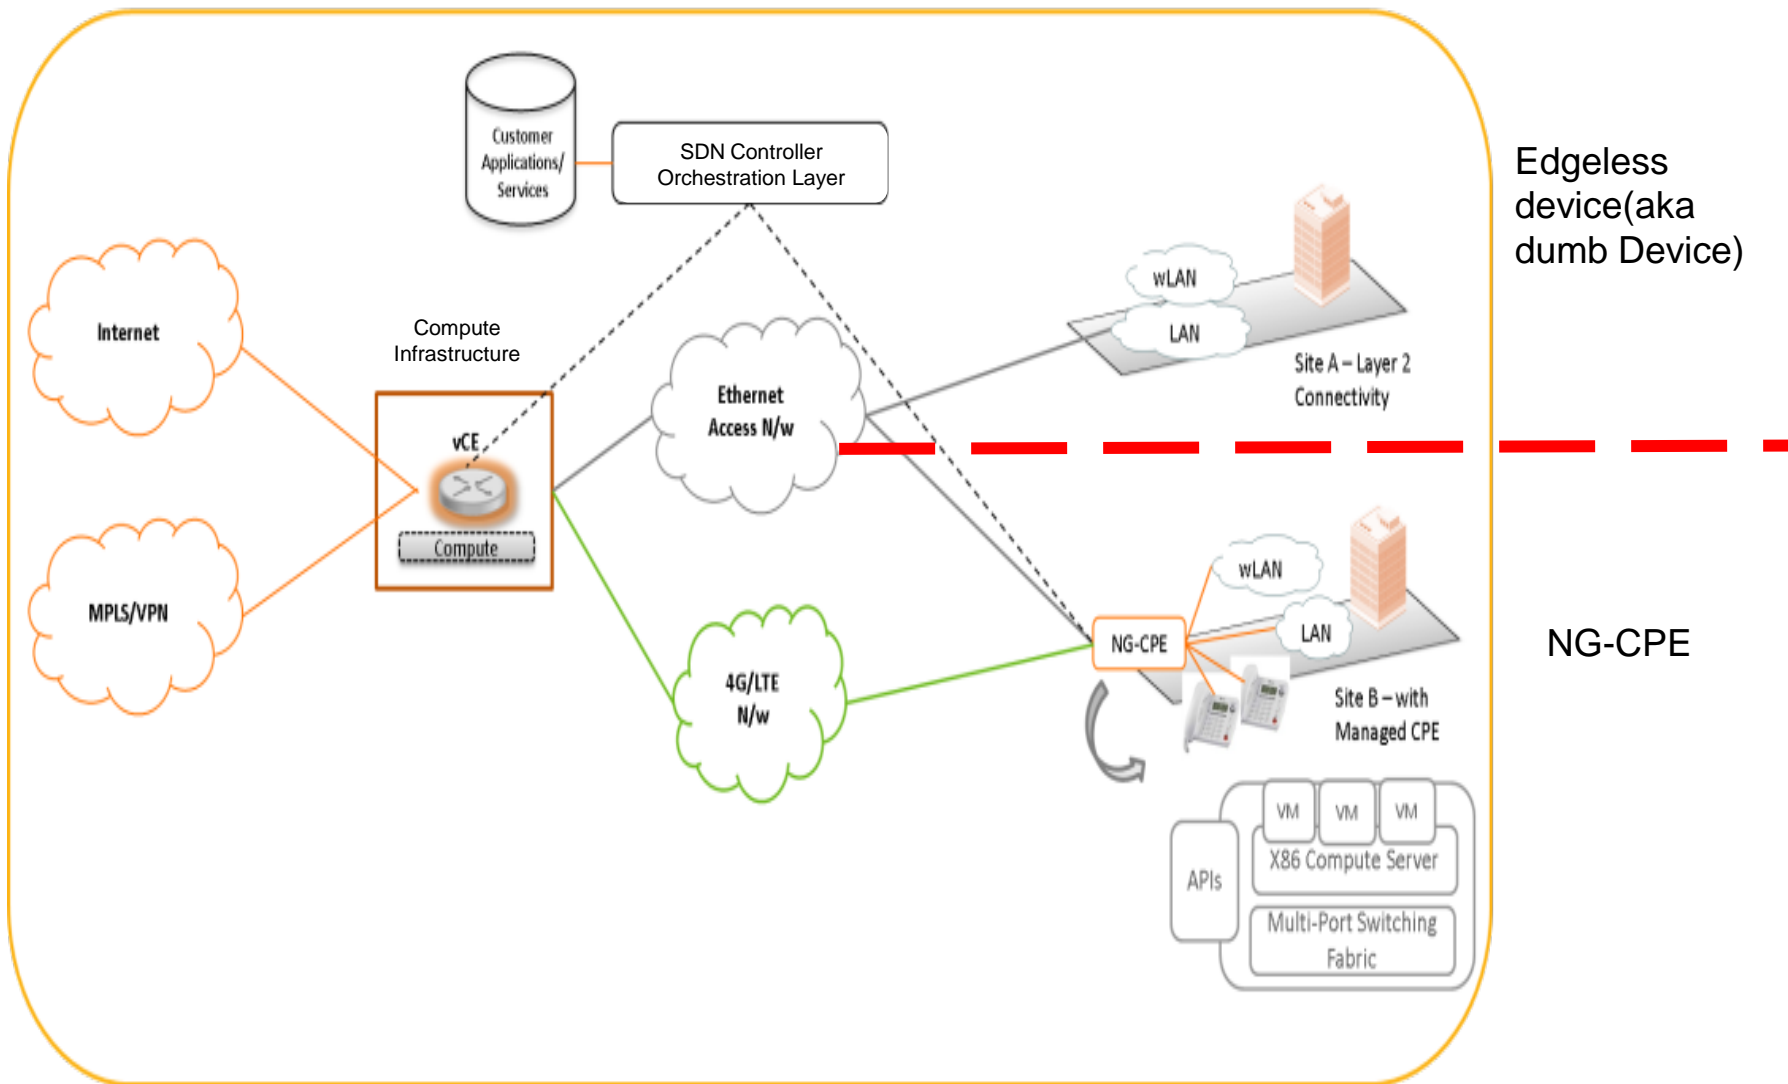 Customer
Applications/
Services
SDN Controller
Orchestration Layer
Edgeless
device(aka
dumb Device)
Internet
Compute
Infrastructure
vCE
Compute
MPLS/VPN
Ethernet
Access N/w
4G/LTE
N/w
wLAN
LAN
Site A – Layer 2
Connectivity
wLAN
LAN
NG-CPE
Site B – with
Managed CPE
NG-CPE
VM
VM
VM
X86 Compute Server
APIs
Multi-Port Switching
Fabric